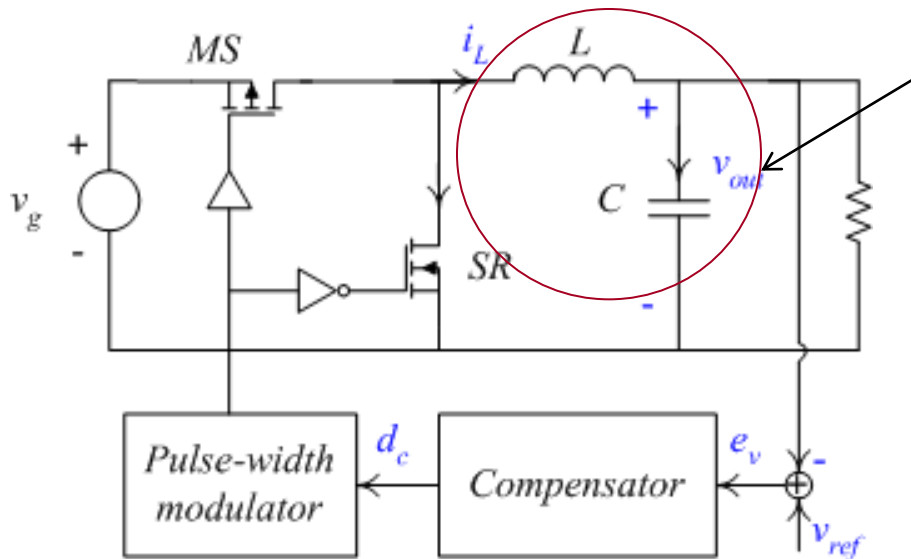 MS
i_L
L
+
+
v_g
-
v_out
C
SR
-
Pulse-width
modulator
d_c
Compensator
e_v
-
+
v_ref